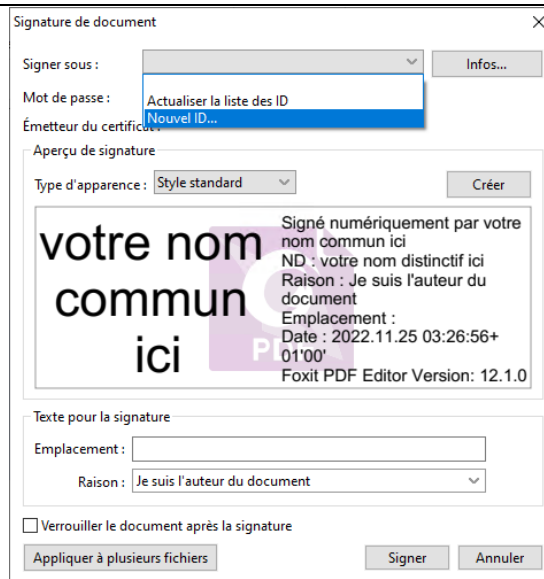 Signature de document
Signer sous :
Infos...
Mot de passe :
Actualiser la liste des ID
Nouvel ID...
Émetteur du certificat :
Aperçu de signature
Type d'apparence : Style standard
Créer
votre nom
commun
ici
Signé numériquement par votre
nom commun ici
ND : votre nom distinctif ici
Raison : Je suis l'auteur du
document
Emplacement :
Date : 2022.11.25 03:26:56+
01'00'
Foxit PDF Editor Version: 12.1.0
PDF
Texte pour la signature
Emplacement :
Raison : Je suis l'auteur du document
Verrouiller le document après la signature
Appliquer à plusieurs fichiers
Signer
Annuler